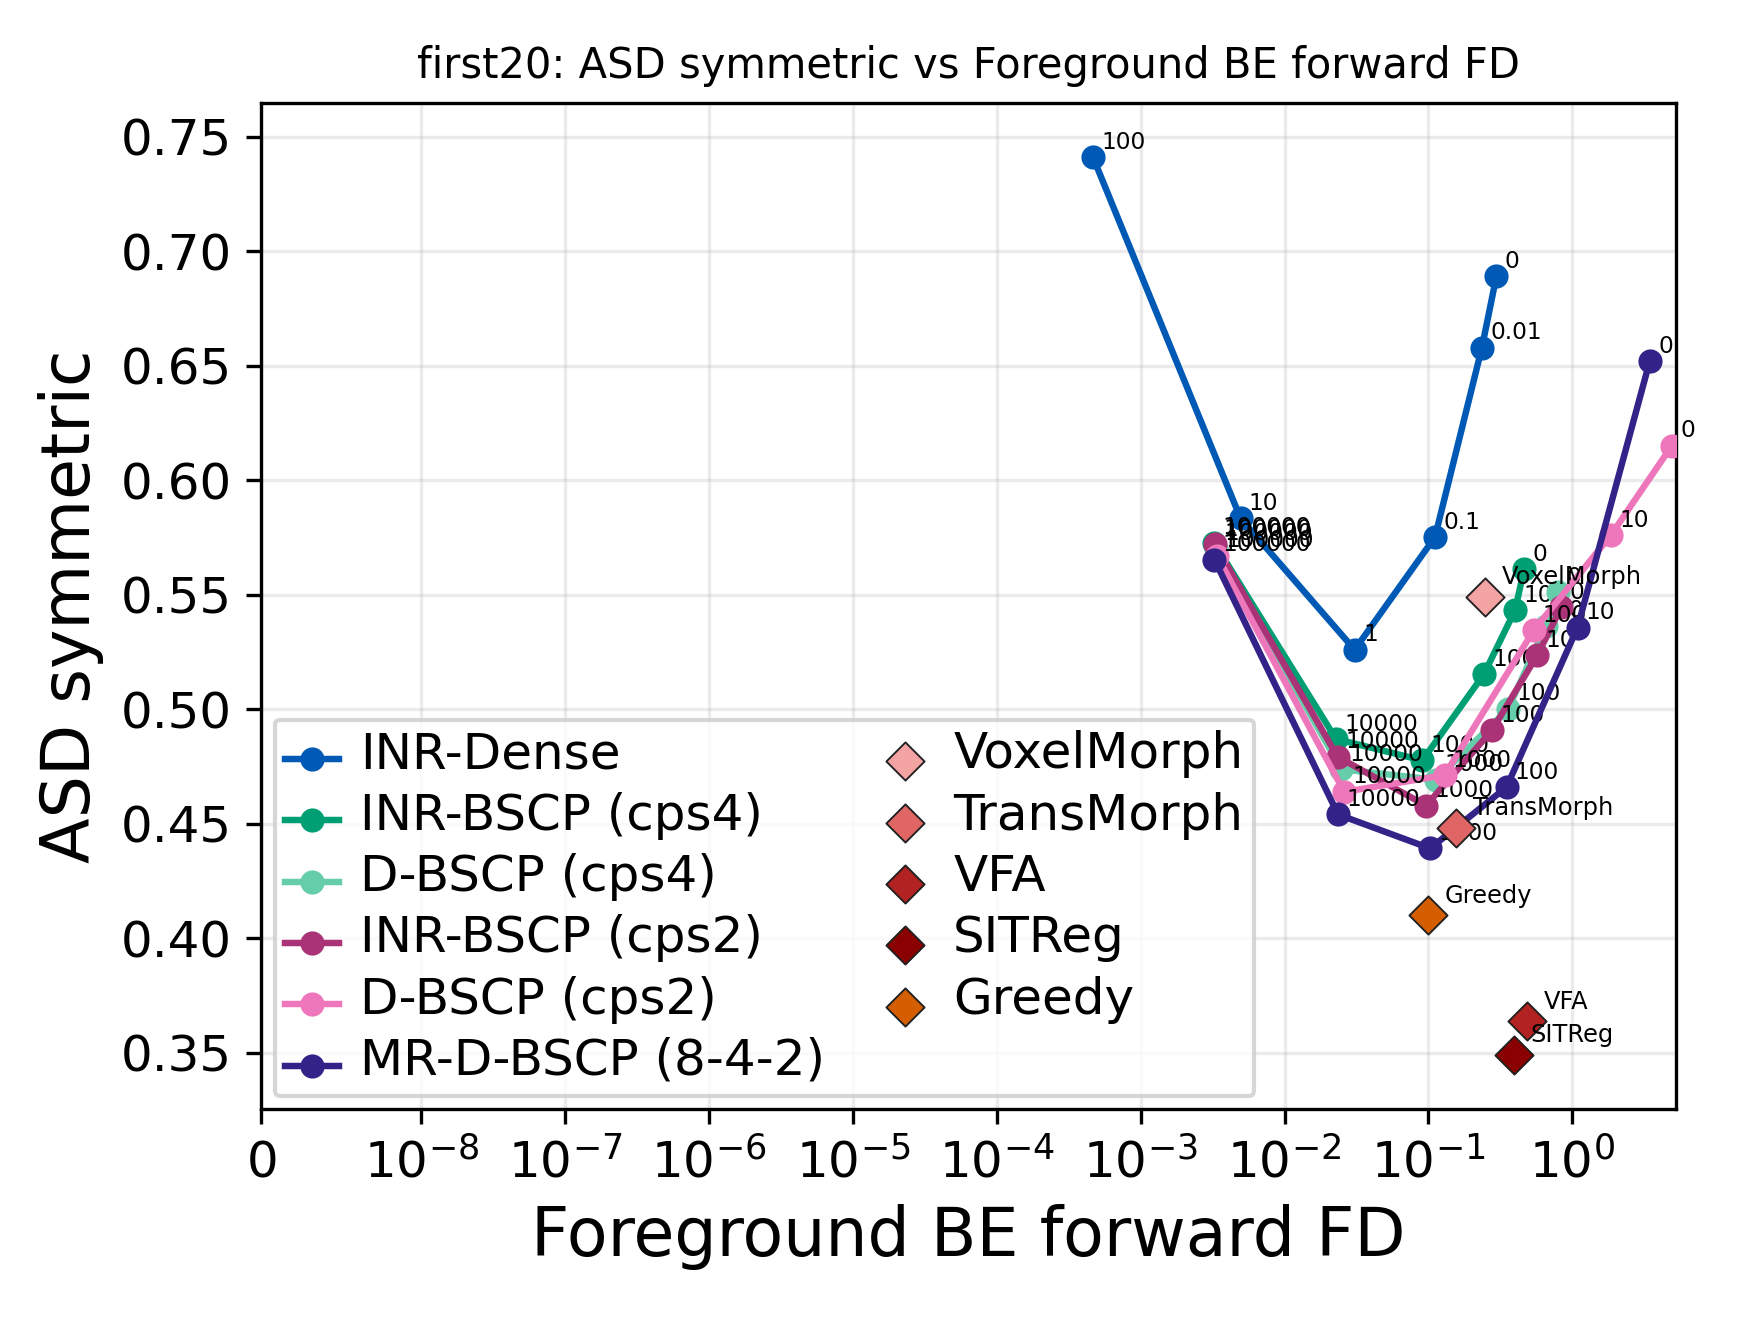 first20: ASD symmetric vs Foreground BE forward FD
ASD symmetric
0.75
0.70
0.65
0.60
0.55
0.50
0.45
0.40
0.35
100
0
0.01
0
0
10
0.1
10
100000
1
0
VoxelMorph
10
100
10000
10000
10000
10000
10000
1000
1000
100
100
100
TransMorph
Greedy
VFA
SITReg
INR-Dense
INR-BSCP (cps4)
D-BSCP (cps4)
INR-BSCP (cps2)
D-BSCP (cps2)
MR-D-BSCP (8-4-2)
VoxelMorph
TransMorph
VFA
SITReg
Greedy
0
10⁻⁸
10⁻⁷
10⁻⁶
10⁻⁵
10⁻⁴
10⁻³
10⁻²
10⁻¹
10⁰
Foreground BE forward FD